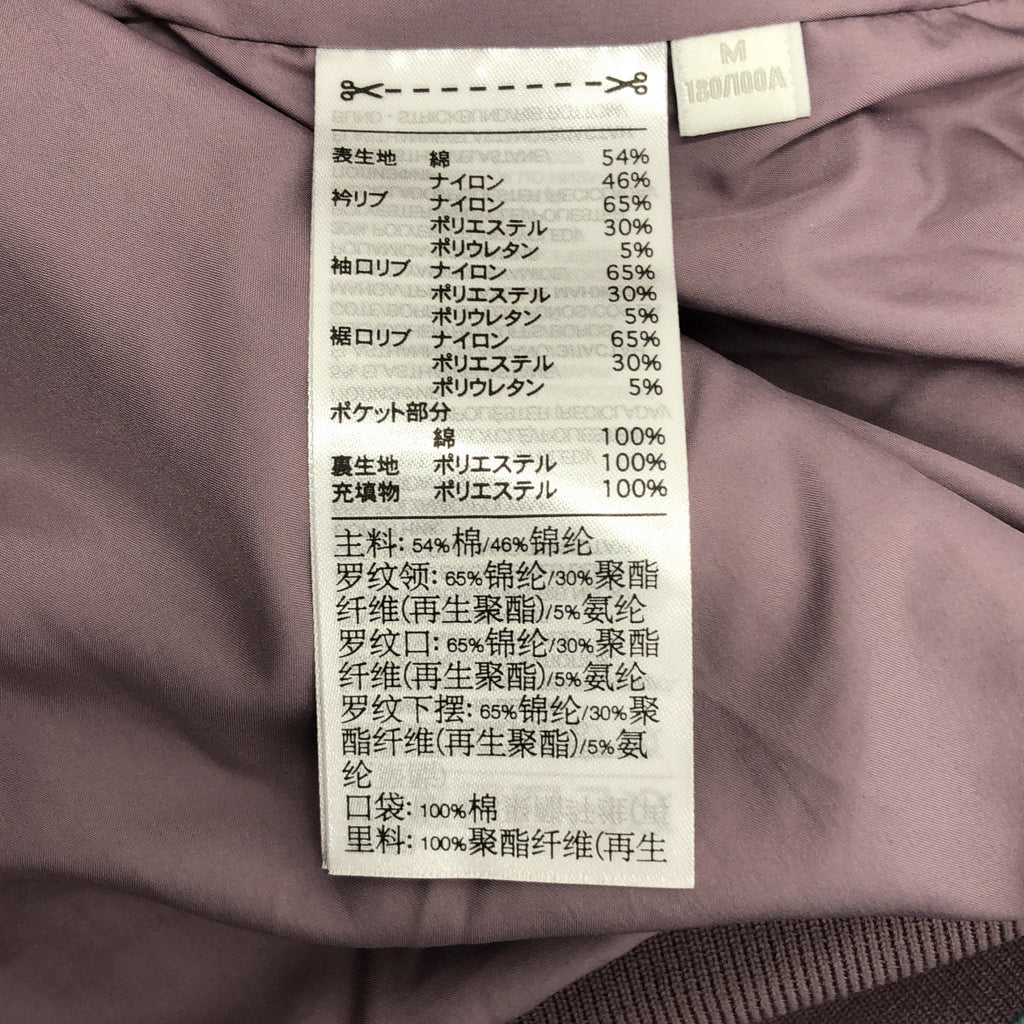 表生地 綿 54%
ナイロン 46%
衿リブ ナイロン 65%
ポリエステル 30%
ポリウレタン 5%
袖口リブ ナイロン 65%
ポリエステル 30%
ポリウレタン 5%
裾口リブ ナイロン 65%
ポリエステル 30%
ポリウレタン 5%
ポケット部分
綿 100%
裏生地 ポリエステル 100%
充填物 ポリエステル 100%
主料: 54%棉/46%锦纶
罗纹领: 65%锦纶/30%聚酯
纤维(再生聚酯)/5%氨纶
罗纹口: 65%锦纶/30%聚酯
纤维(再生聚酯)/5%氨纶
罗纹下摆: 65%锦纶/30%聚
酯纤维(再生聚酯)/5%氨
纶
口袋: 100%棉
里料: 100%聚酯纤维(再生
M
180/100A